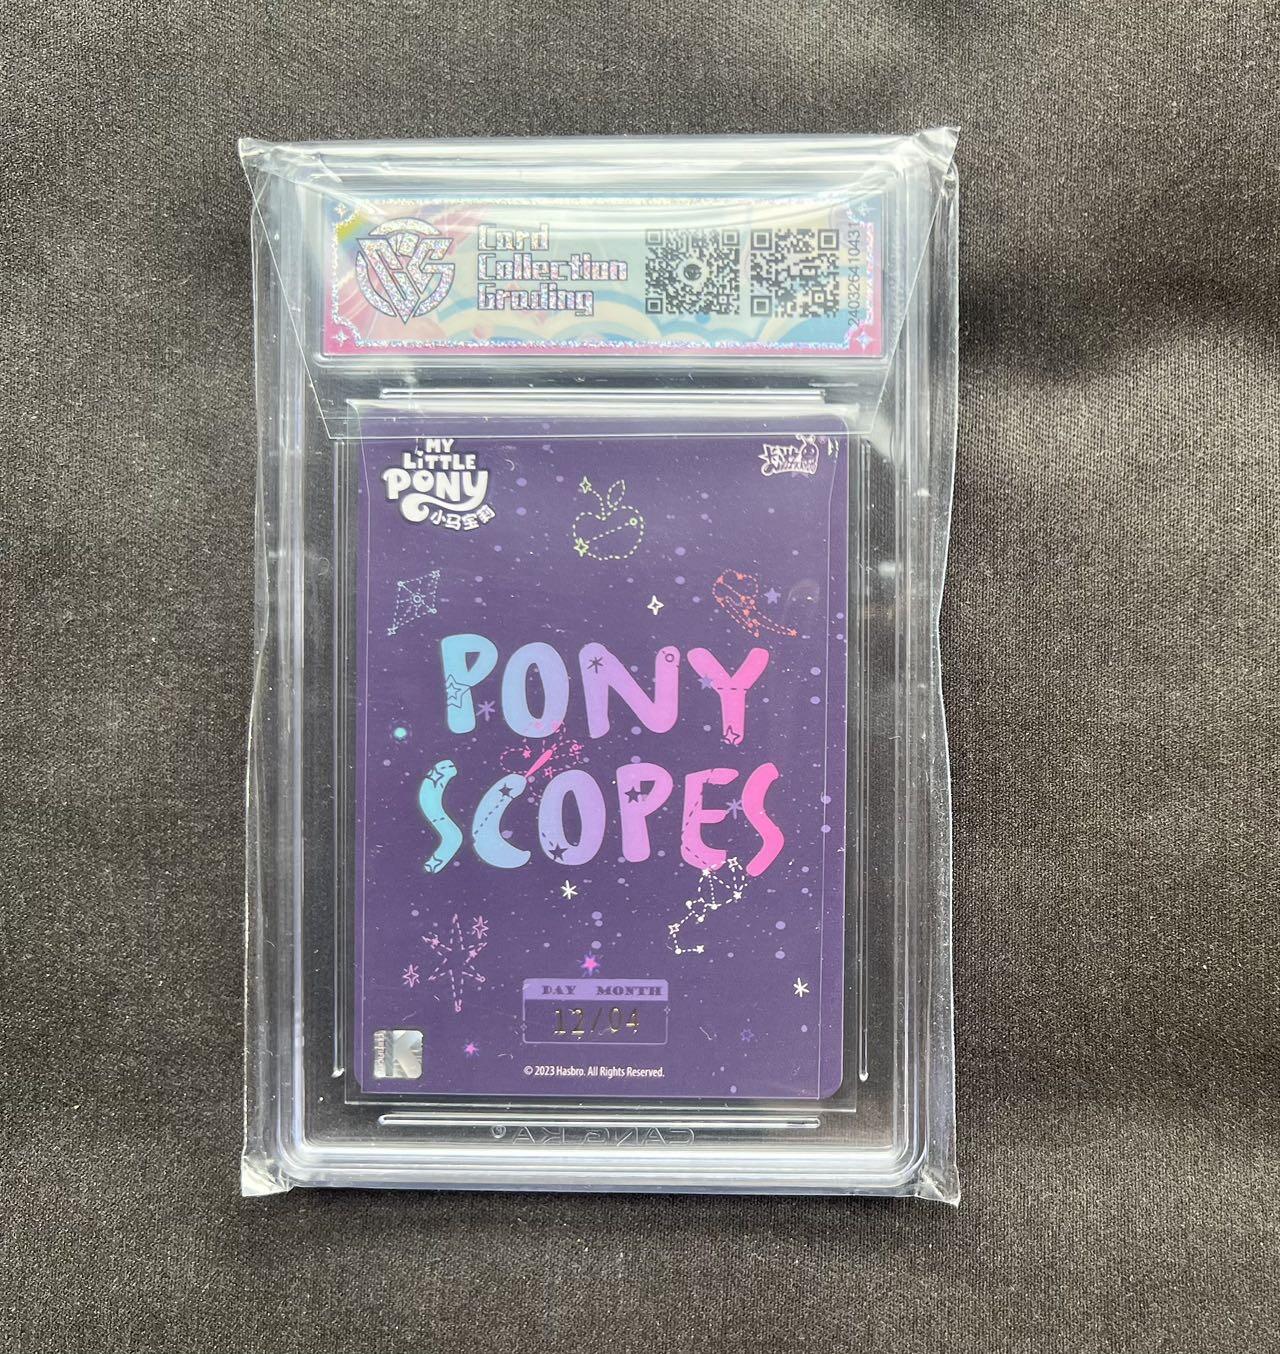 Card
Collection
Grading
2403264104317
MY
LiTTLE
PONY
小马宝莉
PONY
SCOPES
DAY MONTH
12/04
© 2023 Hasbro. All Rights Reserved.